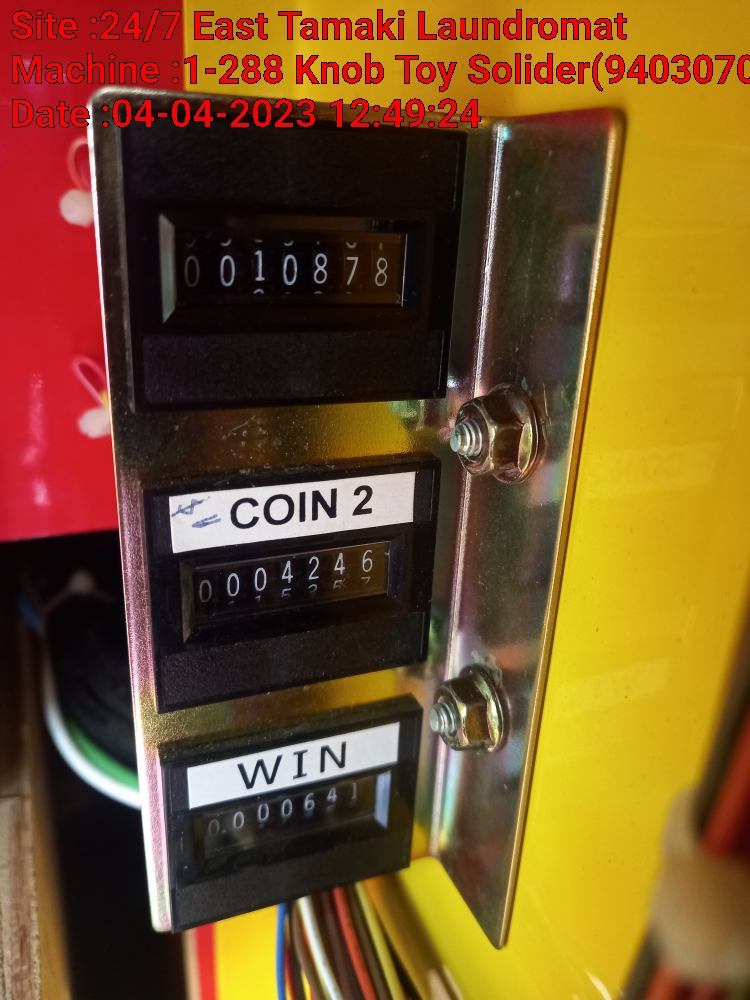 Site :24/7 East Tamaki Laundromat
Machine :1-288 Knob Toy Solider(9403070
Date :04-04-2023 12:49:24
0010878
COIN 2
0004246
WIN
0000641